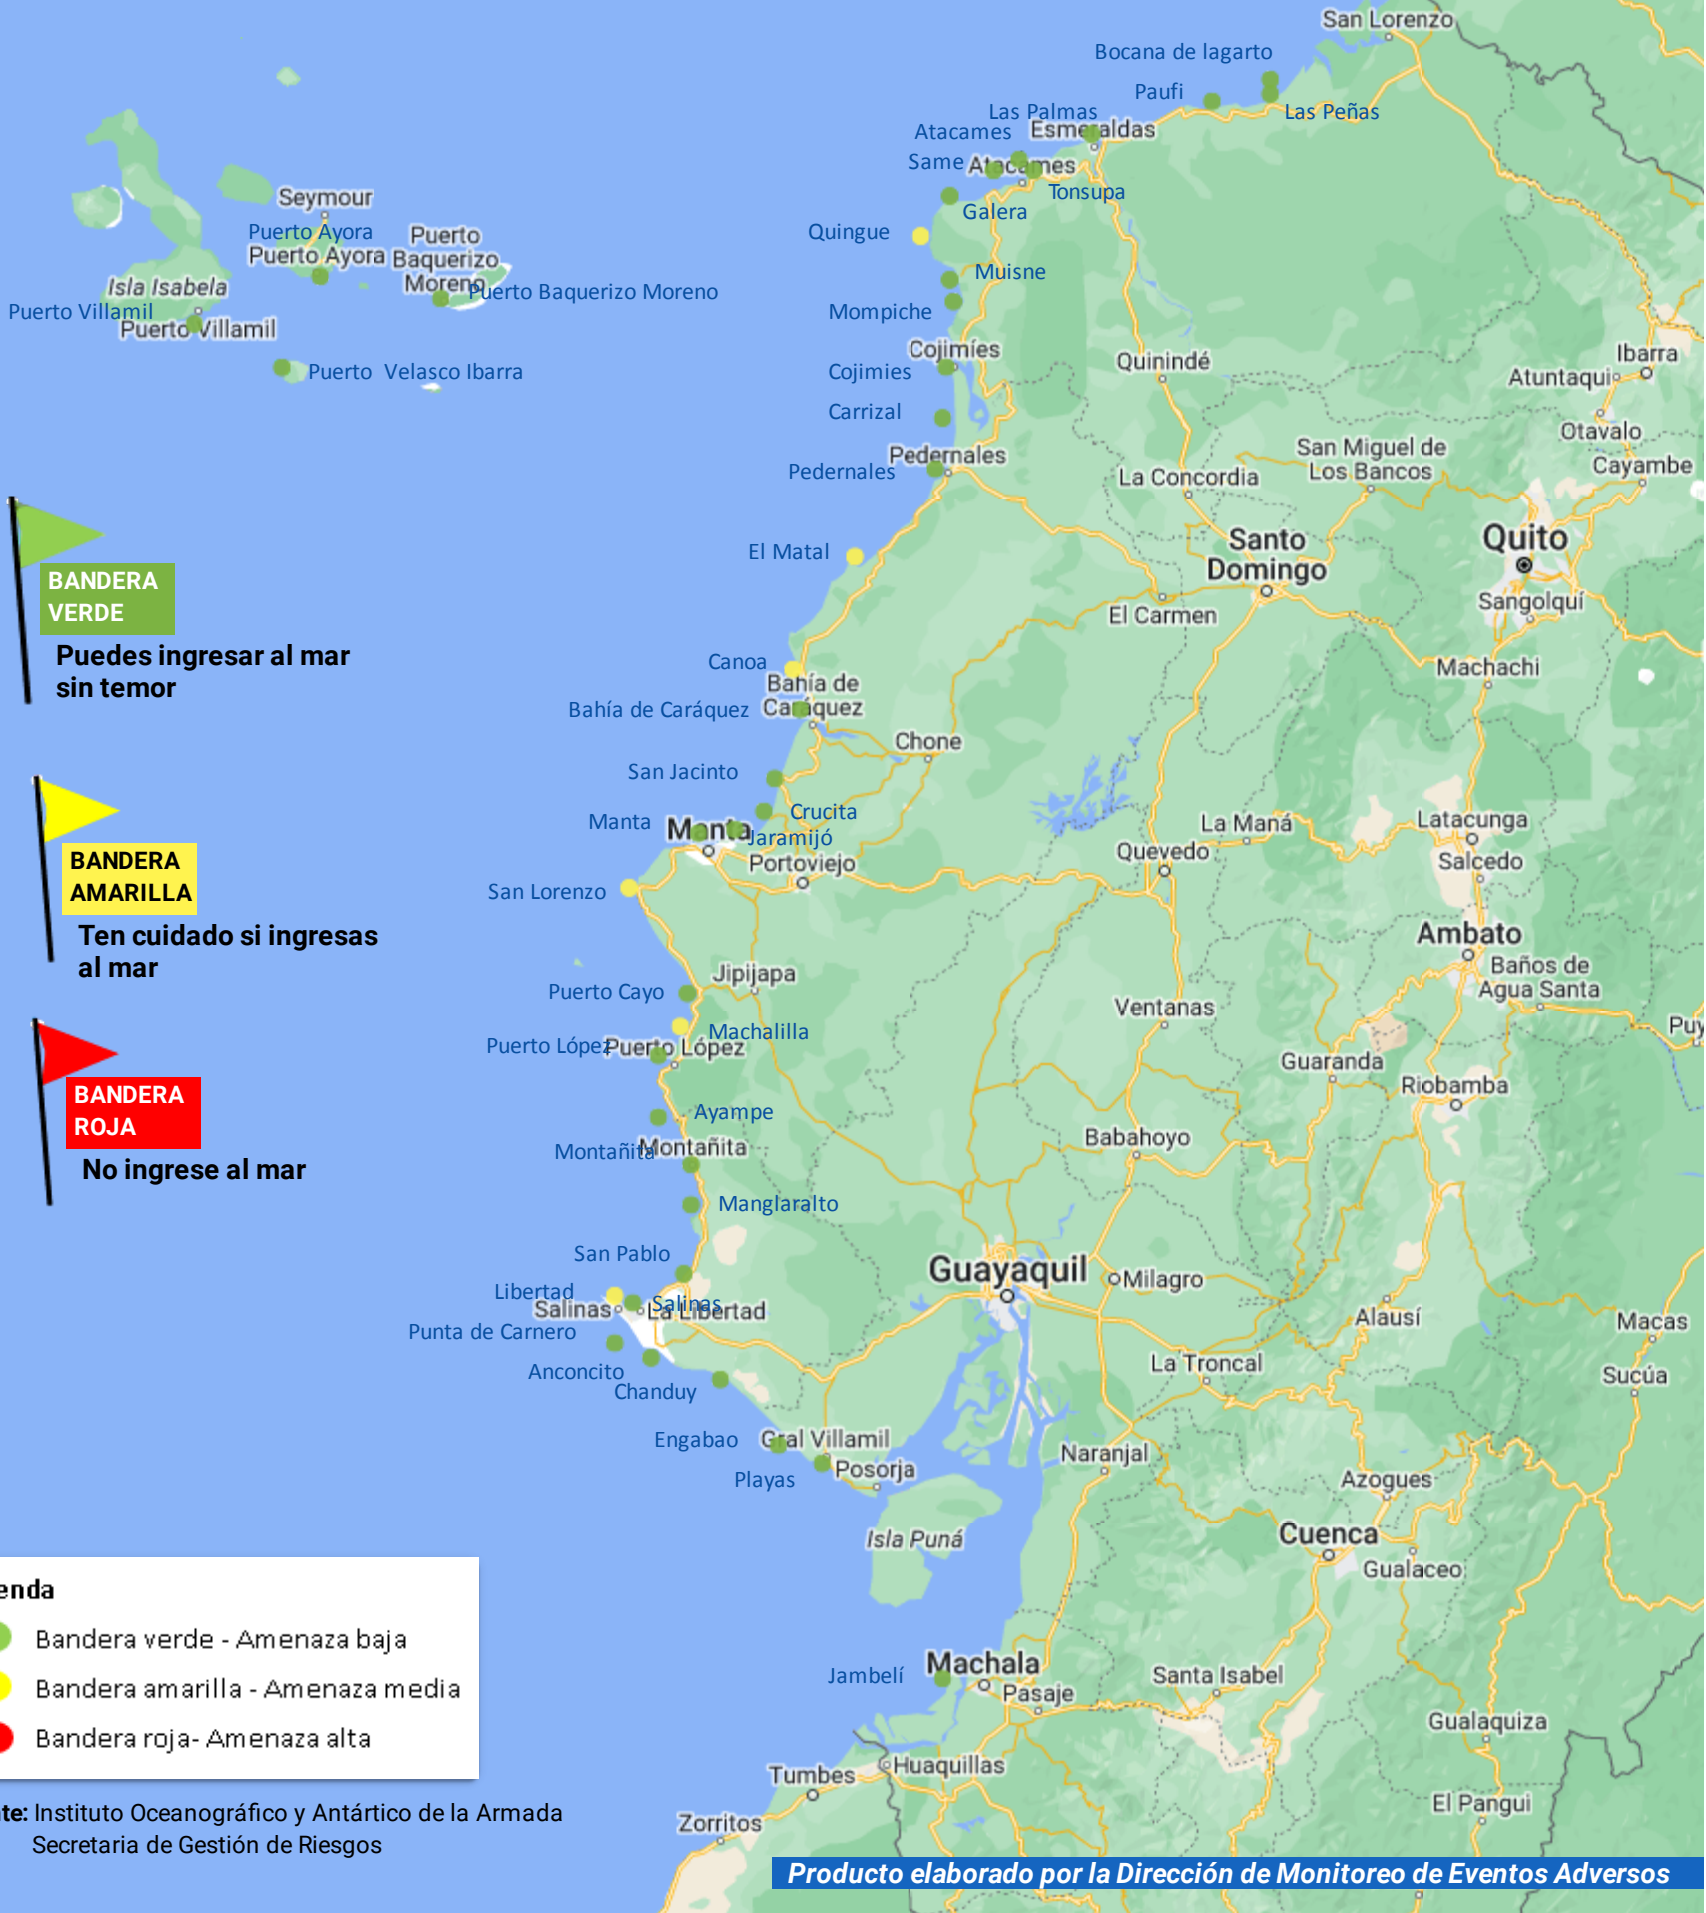 San Lorenzo
Bocana de lagarto
Paufi
Las Peñas
Las Palmas
Atacames
Esmeraldas
Same
Atacames
Tonsupa
Galera
Quingue
Muisne
Mompiche
Cojimíes
Cojimies
Carrizal
Pedernales
Pedernales
El Matal
Canoa
Bahía de
Caráquez
Bahía de Caráquez
Chone
San Jacinto
Crucita
Manta
Manta
Jaramijó
Portoviejo
San Lorenzo
Jipijapa
Puerto Cayo
Machalilla
Puerto López
Puerto López
Ayampe
Montañita
Montañita
Manglaralto
San Pablo
Libertad
Salinas
Salinas
La Libertad
Punta de Carnero
Anconcito
Chanduy
Engabao
Gral Villamil
Playas
Posorja
Isla Puná
Jambelí
Machala
Pasaje
Huaquillas
Tumbes
Zorritos
Seymour
Puerto Ayora
Puerto Ayora
Puerto
Baquerizo
Moreno
Puerto Baquerizo Moreno
Isla Isabela
Puerto Villamil
Puerto Villamil
Puerto Velasco Ibarra
Quinindé
Ibarra
Atuntaqui
Otavalo
San Miguel de
Los Bancos
Cayambe
La Concordia
Santo
Domingo
Quito
El Carmen
Sangolquí
Machachi
La Maná
Latacunga
Quevedo
Salcedo
Ambato
Baños de
Agua Santa
Ventanas
Puy
Guaranda
Riobamba
Babahoyo
Guayaquil
Milagro
Alausí
Macas
La Troncal
Sucúa
Naranjal
Azogues
Cuenca
Gualaceo
Santa Isabel
Gualaquiza
El Pangui
BANDERA
VERDE
Puedes ingresar al mar
sin temor
BANDERA
AMARILLA
Ten cuidado si ingresas
al mar
BANDERA
ROJA
No ingrese al mar
enda
Bandera verde - Amenaza baja
Bandera amarilla - Amenaza media
Bandera roja- Amenaza alta
te: Instituto Oceanográfico y Antártico de la Armada
Secretaria de Gestión de Riesgos
Producto elaborado por la Dirección de Monitoreo de Eventos Adversos